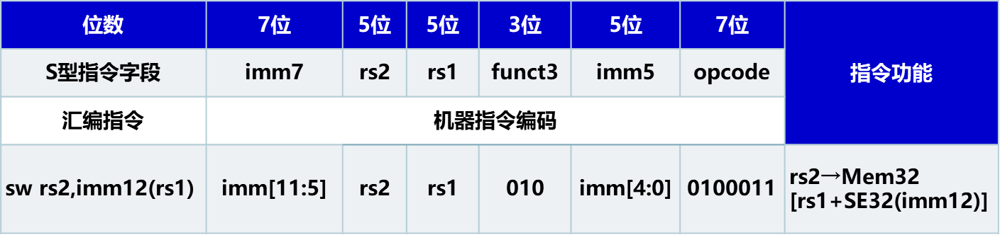 位数 7位 5位 5位 3位 5位 7位 指令功能
S型指令字段 imm7 rs2 rs1 funct3 imm5 opcode
汇编指令 机器指令编码
sw rs2,imm12(rs1) imm[11:5] rs2 rs1 010 imm[4:0] 0100011 rs2→Mem32
[rs1+SE32(imm12)]